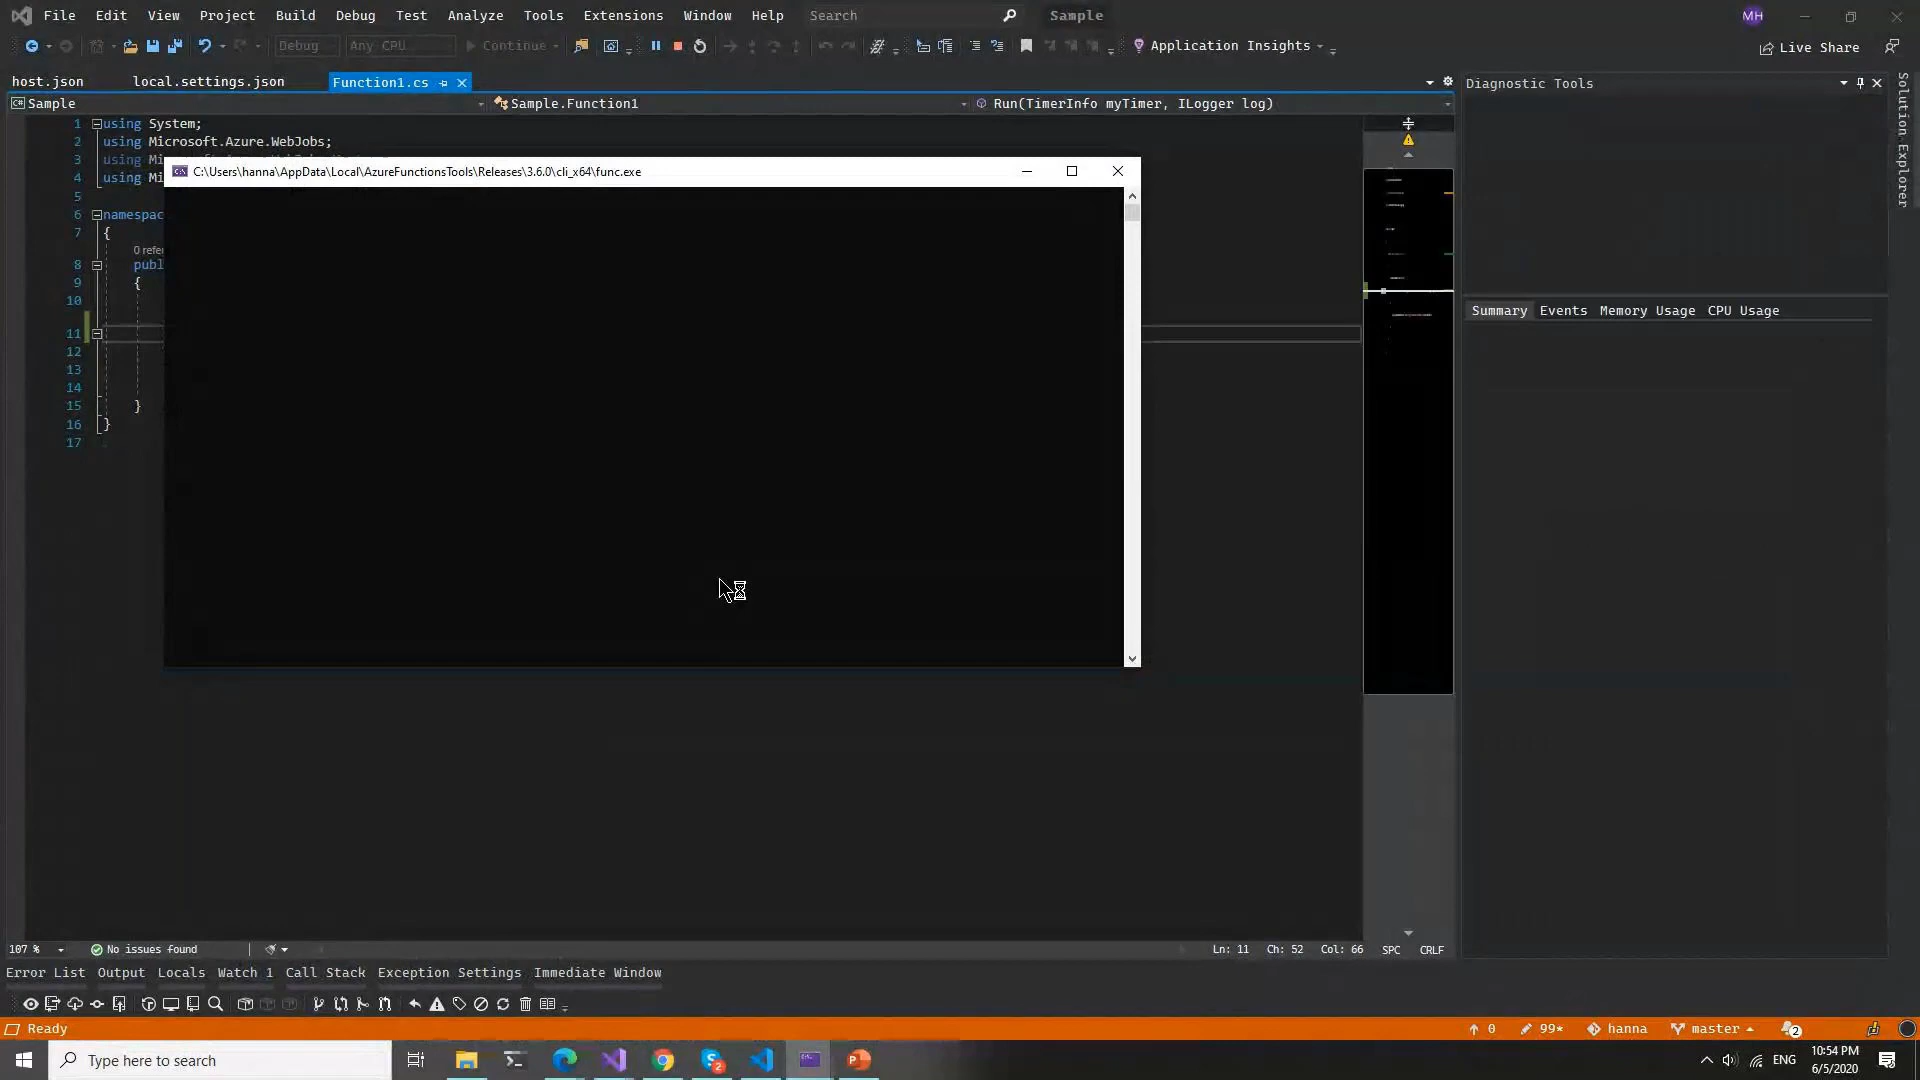 File Edit View Project Build Debug Test Analyze Tools Extensions Window Help Search Sample MH
Debug Any CPU Continue Application Insights Live Share
host.json local.settings.json Function1.cs
Sample Sample.Function1 Run(TimerInfo myTimer, ILogger log)
1 using System;
2 using Microsoft.Azure.WebJobs;
3 using Mi
4 using Mi
5
6 namespac
7 {
0 refer
8 publ
9 {
10
11
12
13
14
15 }
16 }
17
C:\Users\hanna\AppData\Local\AzureFunctionsTools\Releases\3.6.0\cli_x64\func.exe
Diagnostic Tools
Summary Events Memory Usage CPU Usage
Solution Explorer
107 % No issues found Ln: 11 Ch: 52 Col: 66 SPC CRLF
Error List Output Locals Watch 1 Call Stack Exception Settings Immediate Window
Ready 0 99* hanna master 2
Type here to search 2 ENG 10:54 PM
6/5/2020